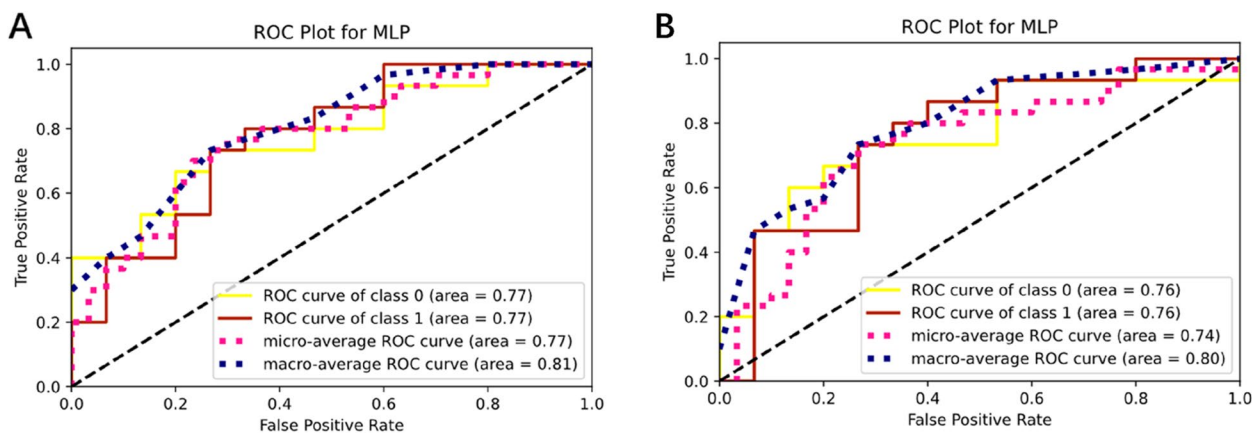 A
ROC Plot for MLP
True Positive Rate
1.0
0.8
0.6
0.4
0.2
0.0
ROC curve of class 0 (area = 0.77)
ROC curve of class 1 (area = 0.77)
micro-average ROC curve (area = 0.77)
macro-average ROC curve (area = 0.81)
0.0 0.2 0.4 0.6 0.8 1.0
False Positive Rate
B
ROC Plot for MLP
True Positive Rate
1.0
0.8
0.6
0.4
0.2
0.0
ROC curve of class 0 (area = 0.76)
ROC curve of class 1 (area = 0.76)
micro-average ROC curve (area = 0.74)
macro-average ROC curve (area = 0.80)
0.0 0.2 0.4 0.6 0.8 1.0
False Positive Rate